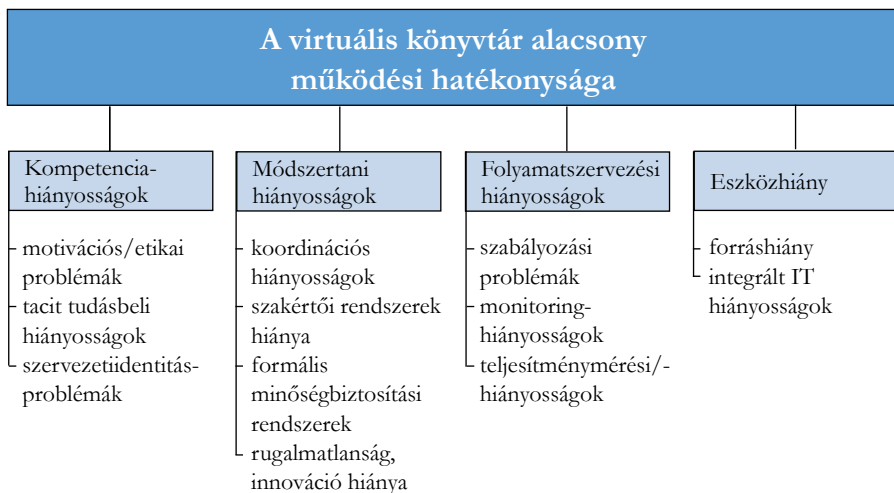 A virtuális könyvtár alacsony
működési hatékonysága
Kompetencia-
hiányosságok
- motivációs/etikai
problémák
- tacit tudásbeli
hiányosságok
- szervezetiidentitás-
problémák
Módszertani
hiányosságok
- koordinációs
hiányosságok
- szakértői rendszerek
hiánya
- formális
minőségbiztosítási
rendszerek
- rugalmatlanság,
innováció hiánya
Folyamatszervezési
hiányosságok
- szabályozási
problémák
- monitoring-
hiányosságok
- teljesítménymérési/-
-hiányosságok
Eszközhiány
- forráshiány
- integrált IT
hiányosságok